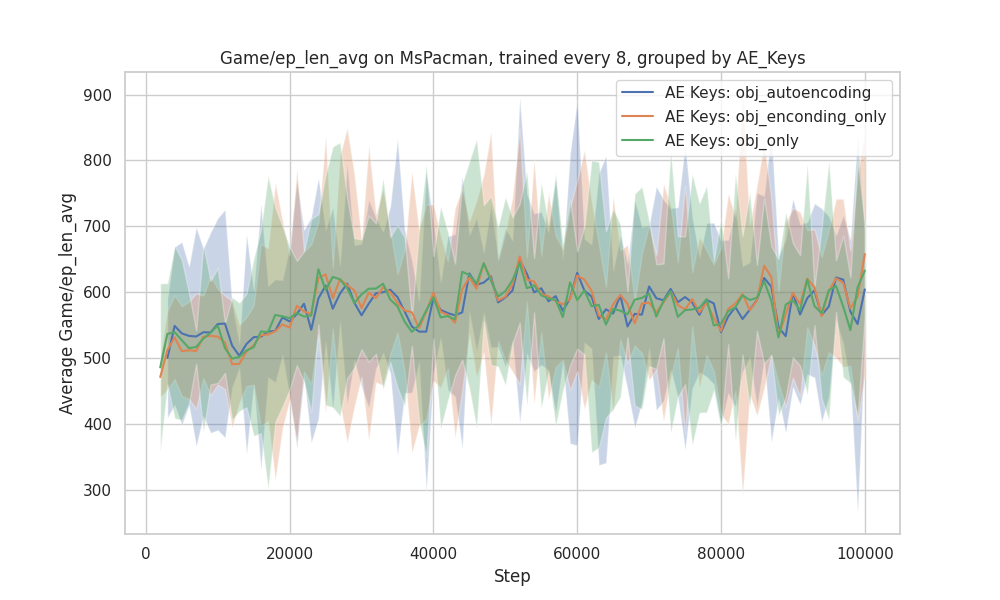 Game/ep_len_avg on MsPacman, trained every 8, grouped by AE_Keys
AE Keys: obj_autoencoding
AE Keys: obj_enconding_only
AE Keys: obj_only
Average Game/ep_len_avg
900
800
700
600
500
400
300
0
20000
40000
60000
80000
100000
Step